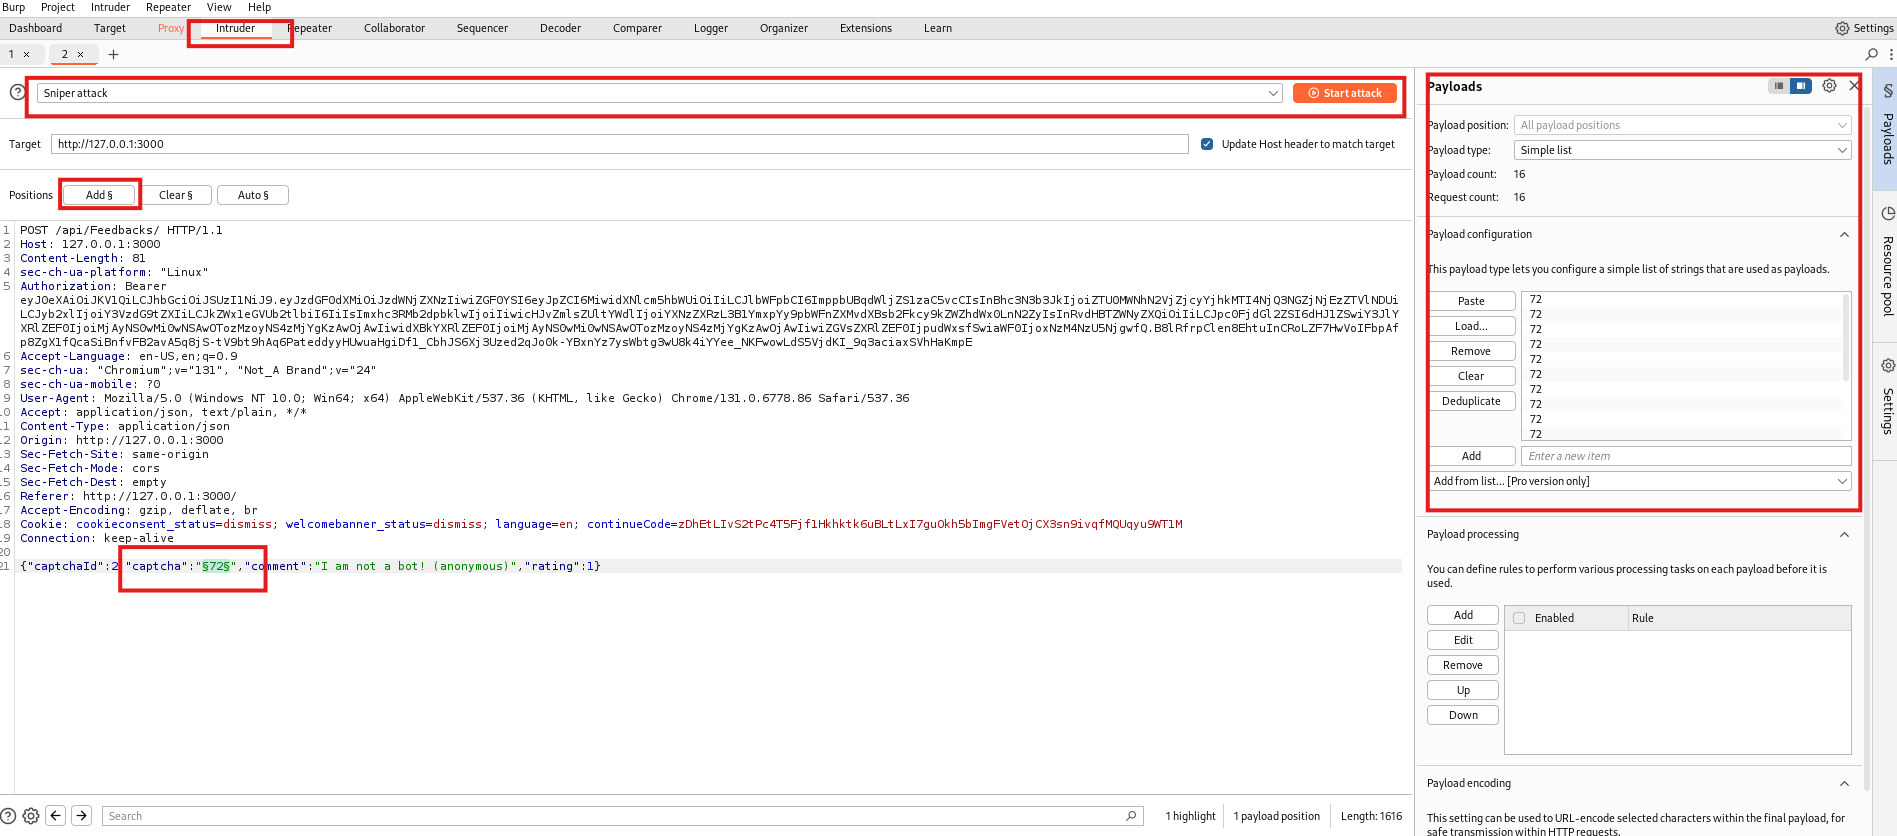 Burp Project Intruder Repeater View Help
Dashboard Target Proxy Intruder Repeater Collaborator Sequencer Decoder Comparer Logger Organizer Extensions Learn Settings
1 × 2 × +
Sniper attack Start attack
Target http://127.0.0.1:3000 Update Host header to match target
Positions Add § Clear § Auto §
1 POST /api/Feedbacks/ HTTP/1.1
2 Host: 127.0.0.1:3000
3 Content-Length: 81
4 sec-ch-ua-platform: "Linux"
5 Authorization: Bearer
6 Accept-Language: en-US,en;q=0.9
7 sec-ch-ua: "Chromium";v="131", "Not_A Brand";v="24"
8 sec-ch-ua-mobile: ?0
9 User-Agent: Mozilla/5.0 (Windows NT 10.0; Win64; x64) AppleWebKit/537.36 (KHTML, like Gecko) Chrome/131.0.6778.86 Safari/537.36
10 Accept: application/json, text/plain, */*
11 Content-Type: application/json
12 Origin: http://127.0.0.1:3000
13 Sec-Fetch-Site: same-origin
14 Sec-Fetch-Mode: cors
15 Sec-Fetch-Dest: empty
16 Referer: http://127.0.0.1:3000/
17 Accept-Encoding: gzip, deflate, br
18 Cookie: cookieconsent_status=dismiss; welcomebanner_status=dismiss; language=en;
19 Connection: keep-alive
20
21 {"captchaId":2 "captcha":"§72§","comment":"I am not a bot! (anonymous)","rating":1}
Search 1 highlight 1 payload position Length: 1616
Payloads
Payload position: All payload positions
Payload type: Simple list
Payload count: 16
Request count: 16
Payload configuration
This payload type lets you configure a simple list of strings that are used as payloads.
Paste
Load...
Remove
Clear
Deduplicate
72
72
72
72
72
72
72
72
72
72
Add Enter a new item
Add from list... [Pro version only]
Payload processing
You can define rules to perform various processing tasks on each payload before it is
used.
Add
Edit
Remove
Up
Down
Enabled Rule
Payload encoding
This setting can be used to URL-encode selected characters within the final payload, for
safe transmission within HTTP requests.
Payloads
Resource pool
Settings